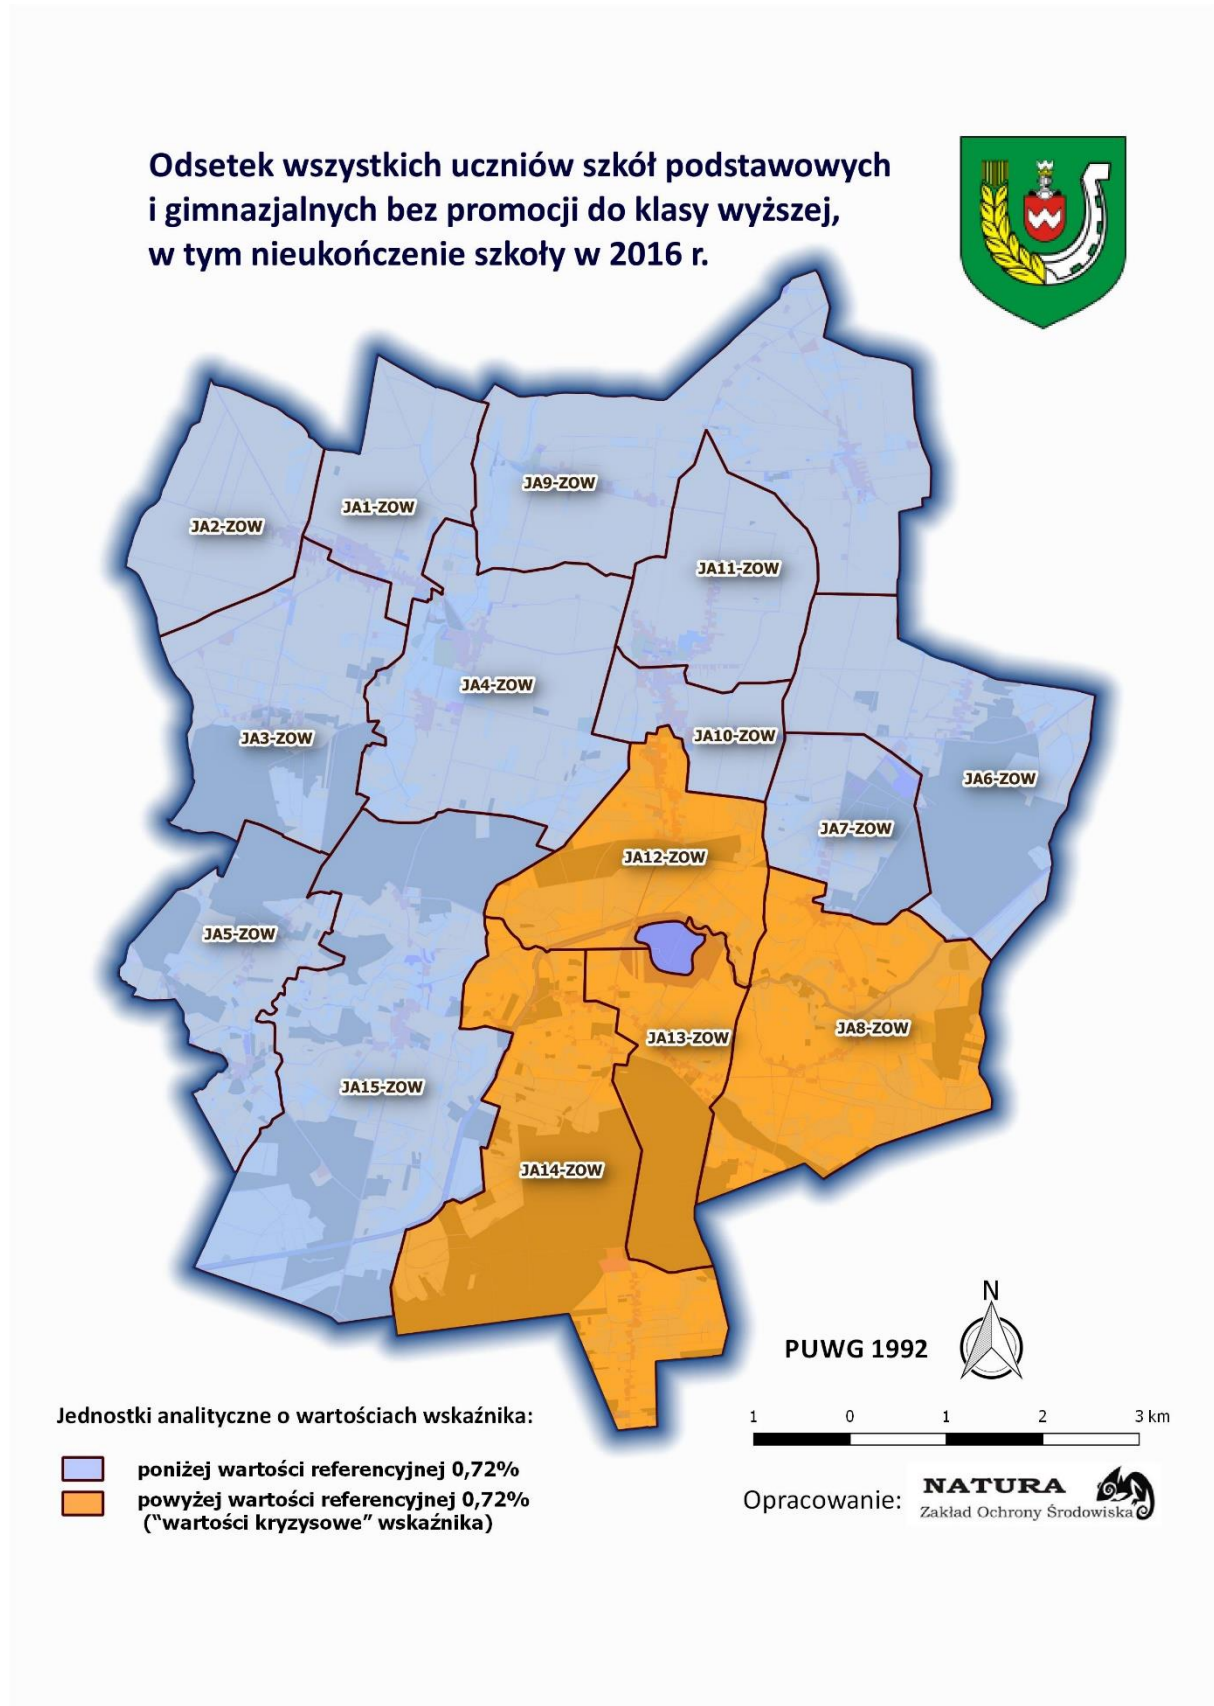 Odsetek wszystkich uczniów szkół podstawowych
i gimnazjalnych bez promocji do klasy wyższej,
w tym nieukończenie szkoły w 2016 r.
JA9-ZOW
JA1-ZOW
JA2-ZOW
JA11-ZOW
JA4-ZOW
JA3-ZOW
JA10-ZOW
JA6-ZOW
JA7-ZOW
JA12-ZOW
JA5-ZOW
JA8-ZOW
JA13-ZOW
JA15-ZOW
JA14-ZOW
N
PUWG 1992
Jednostki analityczne o wartościach wskaźnika:
poniżej wartości referencyjnej 0,72%
powyżej wartości referencyjnej 0,72%
("wartości kryzysowe" wskaźnika)
1 0 1 2 3 km
Opracowanie:
NATURA
Zakład Ochrony Środowiska